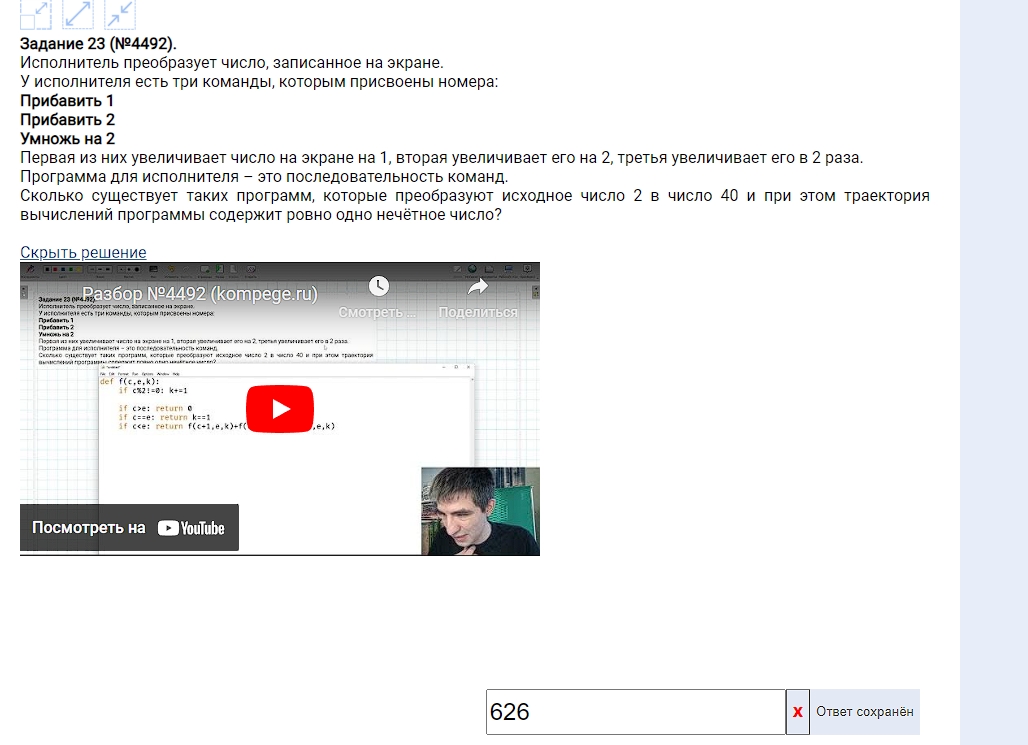 Задание 23 (№4492).
Исполнитель преобразует число, записанное на экране.
У исполнителя есть три команды, которым присвоены номера:
Прибавить 1
Прибавить 2
Умножь на 2
Первая из них увеличивает число на экране на 1, вторая увеличивает его на 2, третья увеличивает его в 2 раза.
Программа для исполнителя – это последовательность команд.
Сколько существует таких программ, которые преобразуют исходное число 2 в число 40 и при этом траектория
вычислений программы содержит ровно одно нечётное число?
Скрыть решение
Разбор №4492 (kompege.ru)
Смотреть ...
Поделиться
Задание 23 (№4492).
Исполнитель преобразует число, записанное на экране.
У исполнителя есть три команды, которым присвоены номера:
Прибавить 1
Прибавить 2
Умножь на 2
Первая из них увеличивает число на экране на 1, вторая увеличивает его на 2, третья увеличивает его в 2 раза.
Программа для исполнителя – это последовательность команд.
Сколько существует таких программ, которые преобразуют исходное число 2 в число 40 и при этом траектория
вычислений программы содержит ровно одно нечётное число?
def f(c,e,k):
if c%2!=0: k+=1
if c>e: return 0
if c==e: return k==1
if c<e: return f(c+1,e,k)+f(
,e,k)
Посмотреть на YouTube
626
X
Ответ сохранён